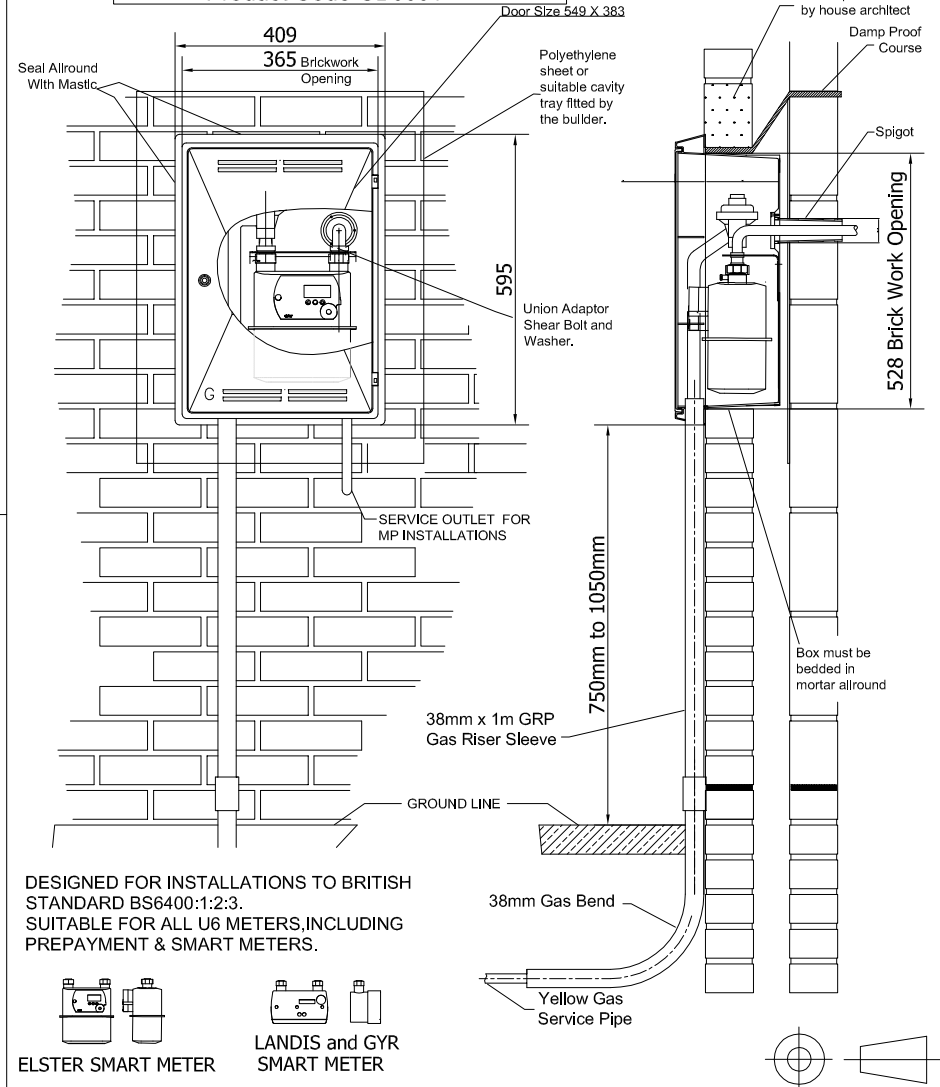 Door Size 549 X 383
by house architect
409
365 Brickwork
Opening
Seal Allround
With Mastic
Polyethylene
sheet or
suitable cavity
tray fitted by
the builder.
Damp Proof
Course
Spigot
595
528 Brick Work Opening
Union Adaptor
Shear Bolt and
Washer.
G
SERVICE OUTLET FOR
MP INSTALLATIONS
750mm to 1050mm
Box must be
bedded in
mortar allround
38mm x 1m GRP
Gas Riser Sleeve
GROUND LINE
DESIGNED FOR INSTALLATIONS TO BRITISH
STANDARD BS6400:1:2:3.
SUITABLE FOR ALL U6 METERS,INCLUDING
PREPAYMENT & SMART METERS.
38mm Gas Bend
Yellow Gas
Service Pipe
ELSTER SMART METER
LANDIS and GYR
SMART METER